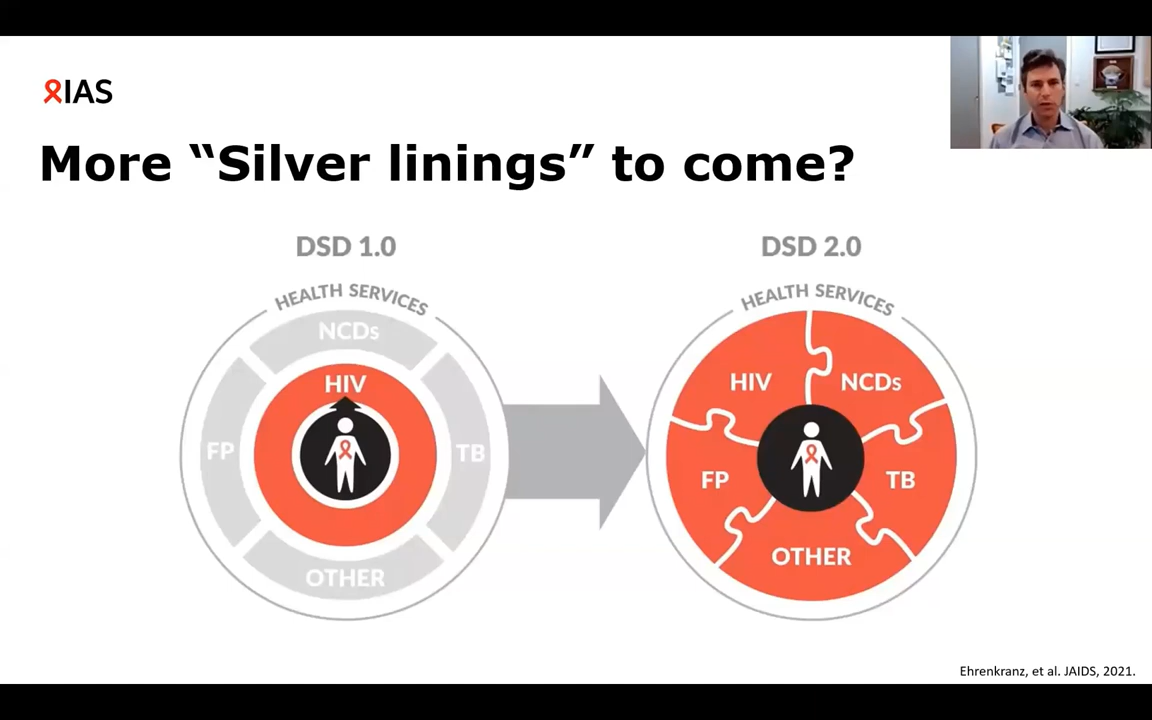 IAS
More “Silver linings” to come?
DSD 1.0
HEALTH SERVICES
NCDs
HIV
FP
TB
OTHER
DSD 2.0
HEALTH SERVICES
HIV
NCDs
FP
TB
OTHER
Ehrenkranz, et al. JAIDS, 2021.